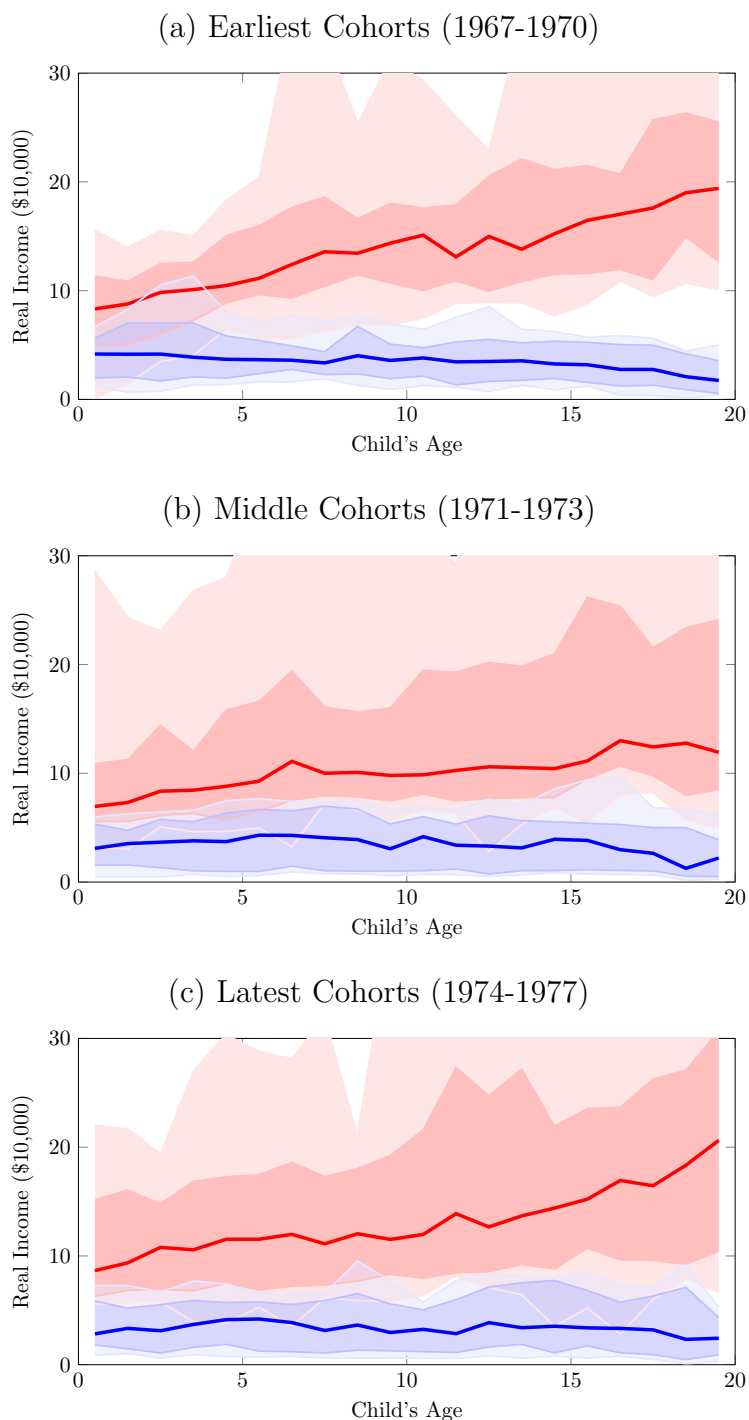 (a) Earliest Cohorts (1967-1970)
30
20
10
0
0 5 10 15 20
Real Income ($10,000)
Child's Age
(b) Middle Cohorts (1971-1973)
30
20
10
0
0 5 10 15 20
Real Income ($10,000)
Child's Age
(c) Latest Cohorts (1974-1977)
30
20
10
0
0 5 10 15 20
Real Income ($10,000)
Child's Age